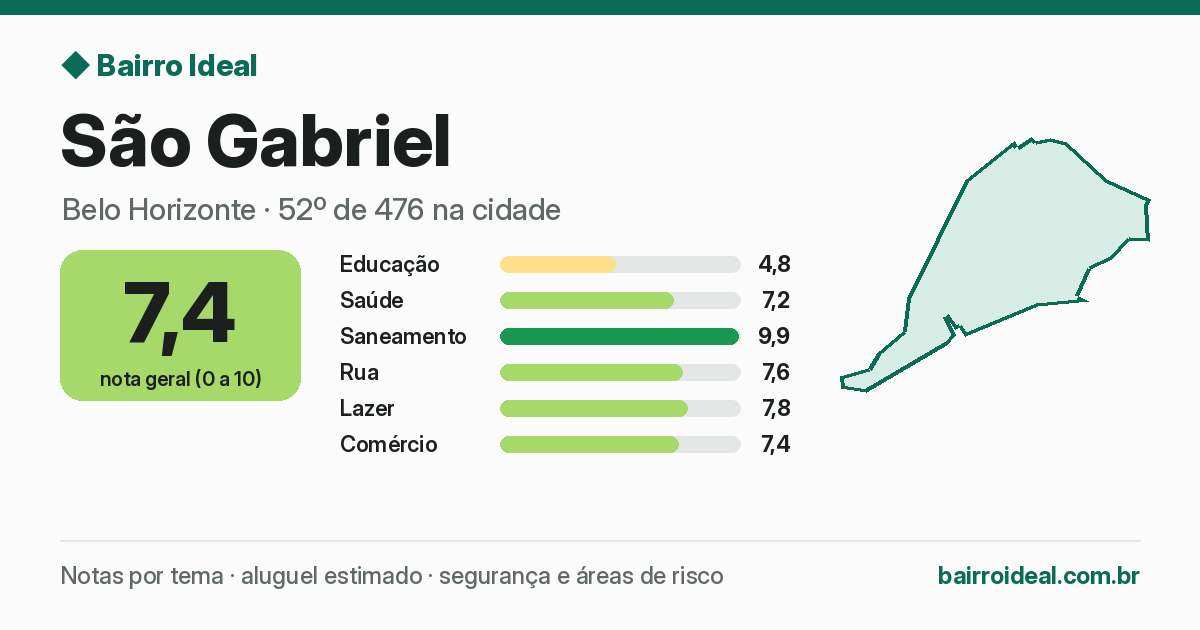 Bairro Ideal
São Gabriel
Belo Horizonte · 52º de 476 na cidade
7,4
nota geral (0 a 10)
Educação 4,8
Saúde 7,2
Saneamento 9,9
Rua 7,6
Lazer 7,8
Comércio 7,4
Notas por tema · aluguel estimado · segurança e áreas de risco
bairroideal.com.br